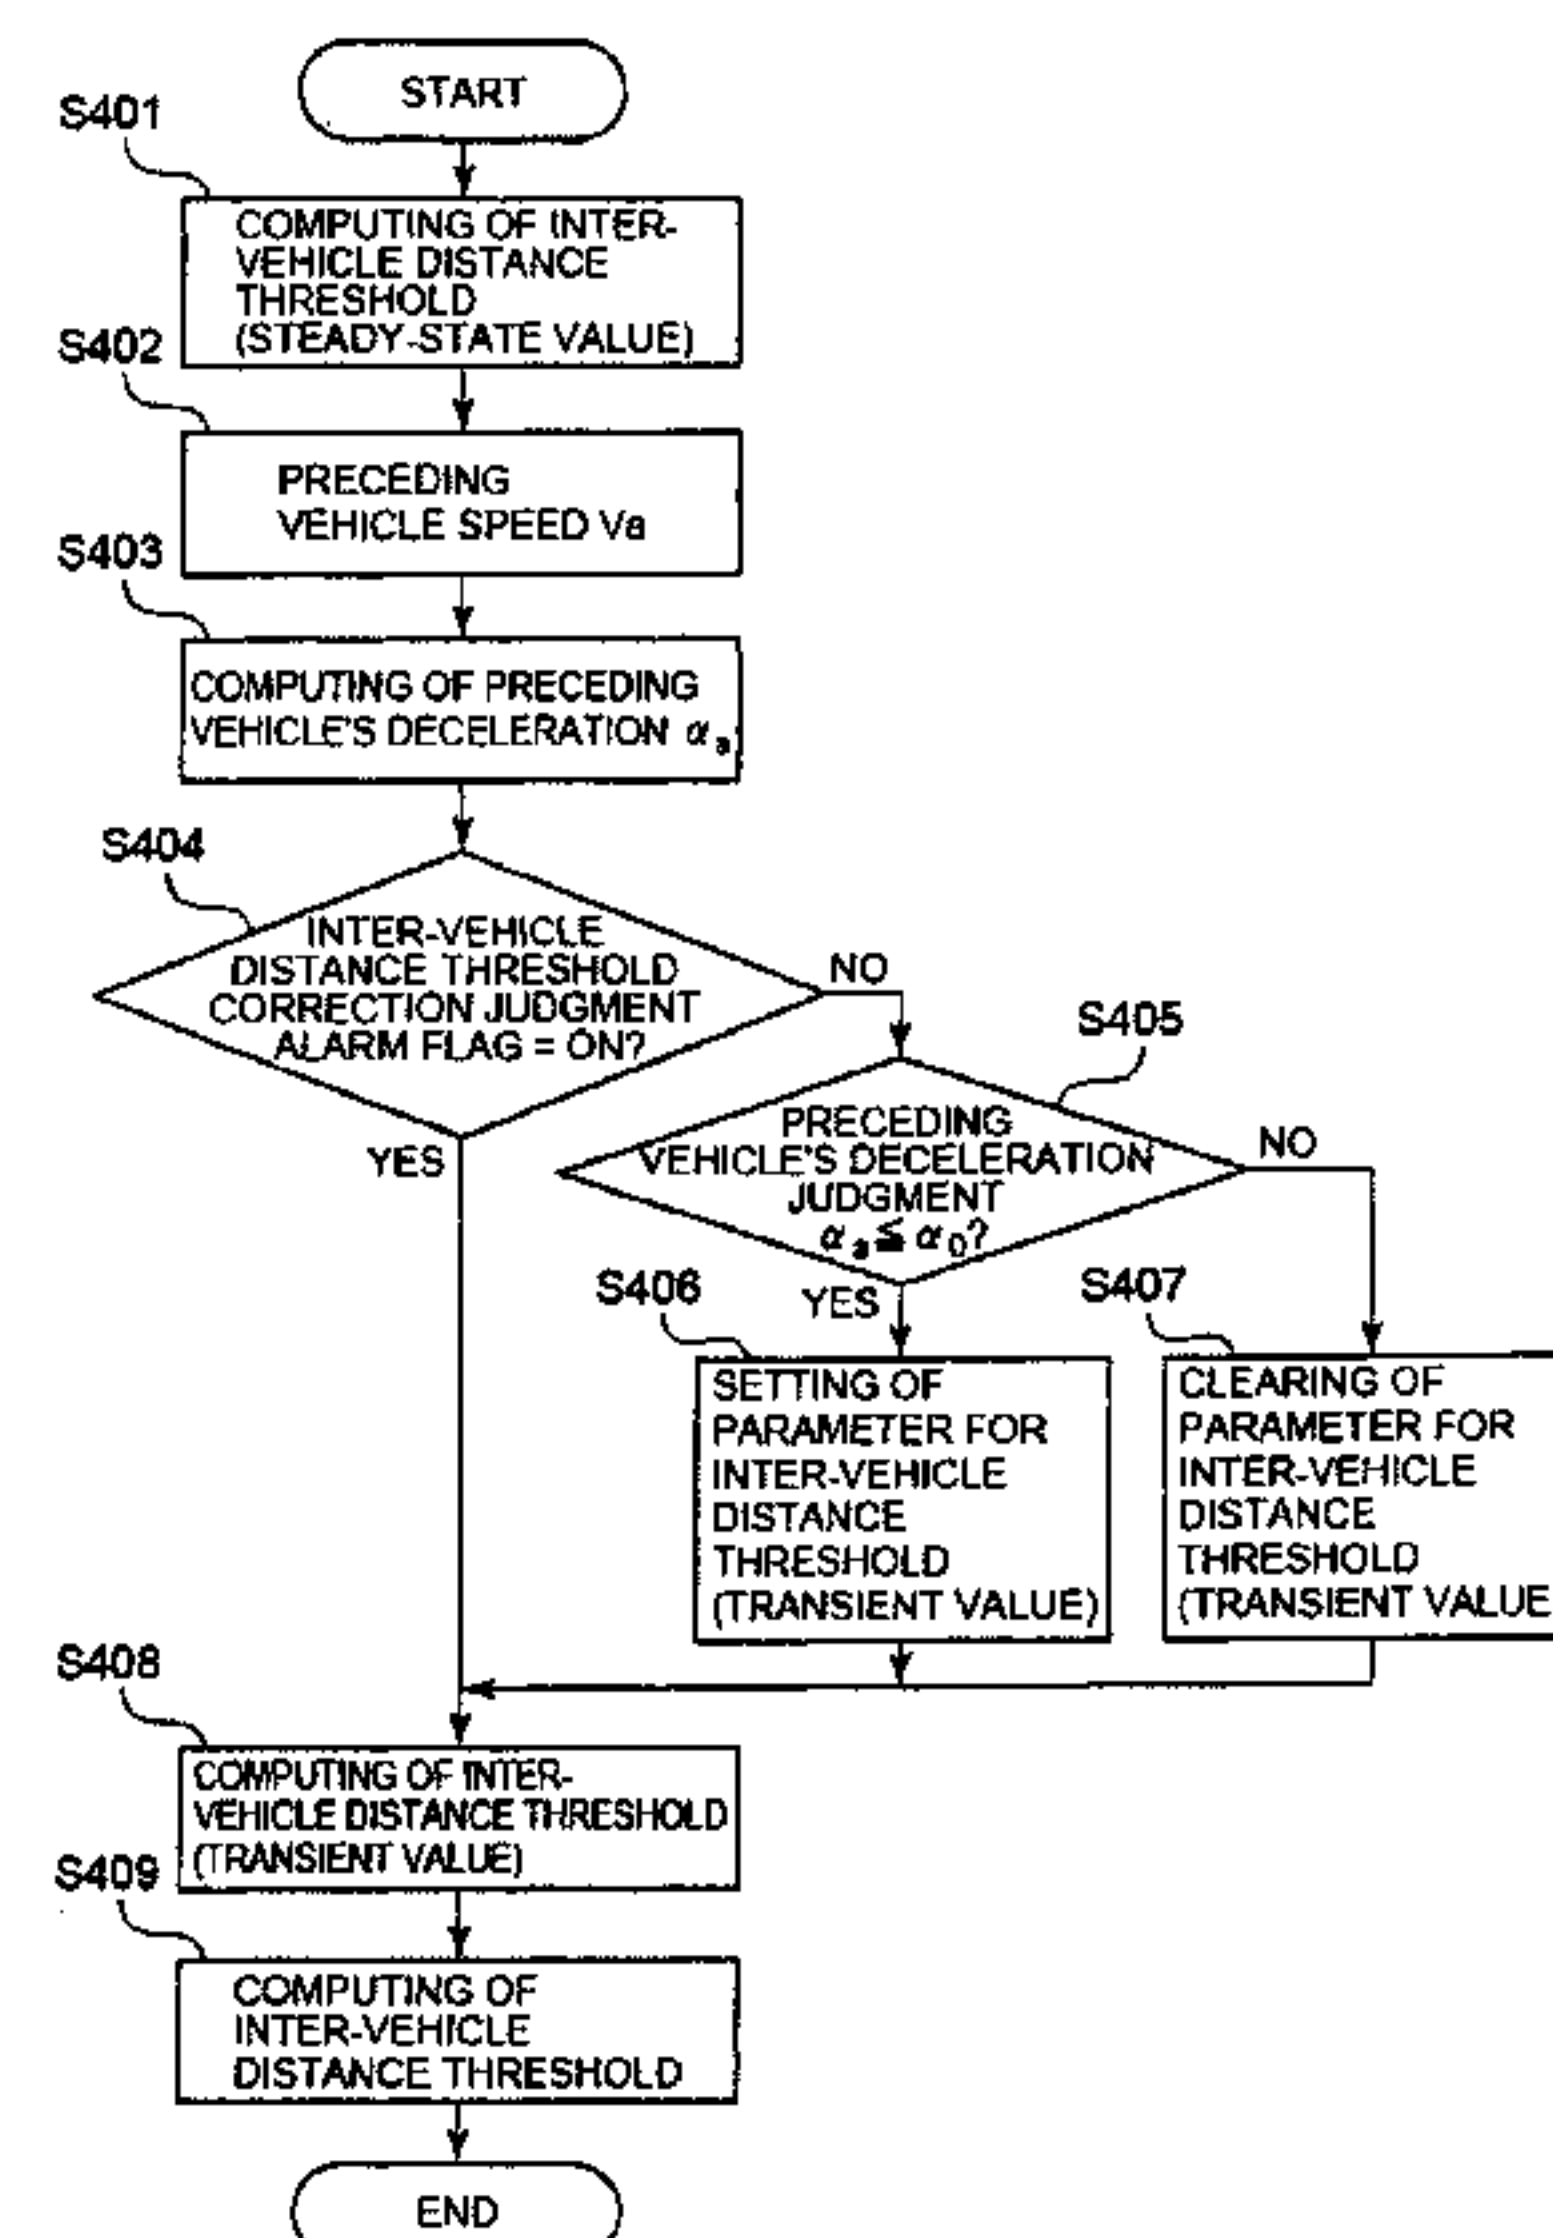 START
S401
COMPUTING OF INTER-
VEHICLE DISTANCE
THRESHOLD
(STEADY-STATE VALUE)
S402
PRECEDING
VEHICLE SPEED Va
S403
COMPUTING OF PRECEDING
VEHICLE'S DECELERATION αa
S404
INTER-VEHICLE
DISTANCE THRESHOLD
CORRECTION JUDGMENT
ALARM FLAG = ON?
NO
YES
S405
PRECEDING
VEHICLE'S DECELERATION
JUDGMENT
αa≦ α0?
NO
YES
S406
SETTING OF
PARAMETER FOR
INTER-VEHICLE
DISTANCE
THRESHOLD
(TRANSIENT VALUE)
S407
CLEARING OF
PARAMETER FOR
INTER-VEHICLE
DISTANCE
THRESHOLD
(TRANSIENT VALUE
S408
COMPUTING OF INTER-
VEHICLE DISTANCE THRESHOLD
(TRANSIENT VALUE)
S409
COMPUTING OF
INTER-VEHICLE
DISTANCE THRESHOLD
END